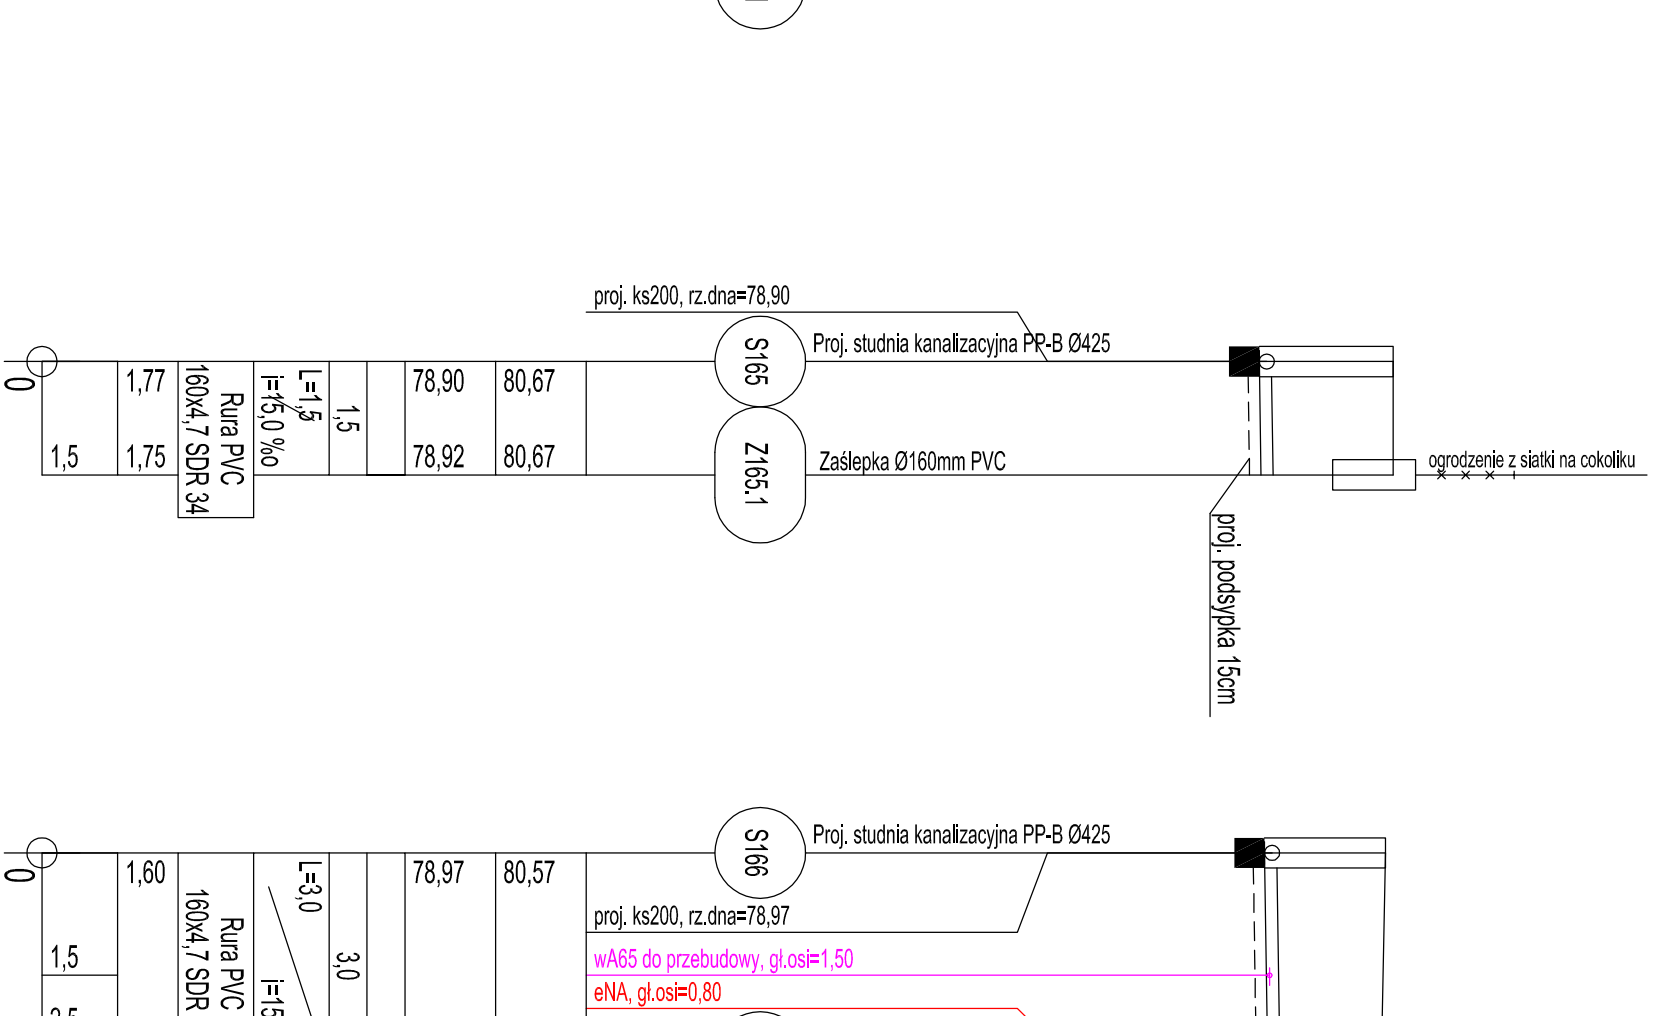 proj. ks200, rz.dna=78,90
S165
Proj. studnia kanalizacyjna PP-B Ø425
0
1,77
160x4,7 SDR 34
Rura PVC
i=15,0 ‰
L=1,5
1,5
78,90
80,67
1,5
1,75
78,92
80,67
Z165.1
Zaślepka Ø160mm PVC
ogrodzenie z siatki na cokoliku
proj. podsypka 15cm
S166
Proj. studnia kanalizacyjna PP-B Ø425
0
1,60
160x4,7 SDR
Rura PVC
i=15
L=3,0
3,0
78,97
80,57
proj. ks200, rz.dna=78,97
1,5
wA65 do przebudowy, gł.osi=1,50
eNA, gł.osi=0,80